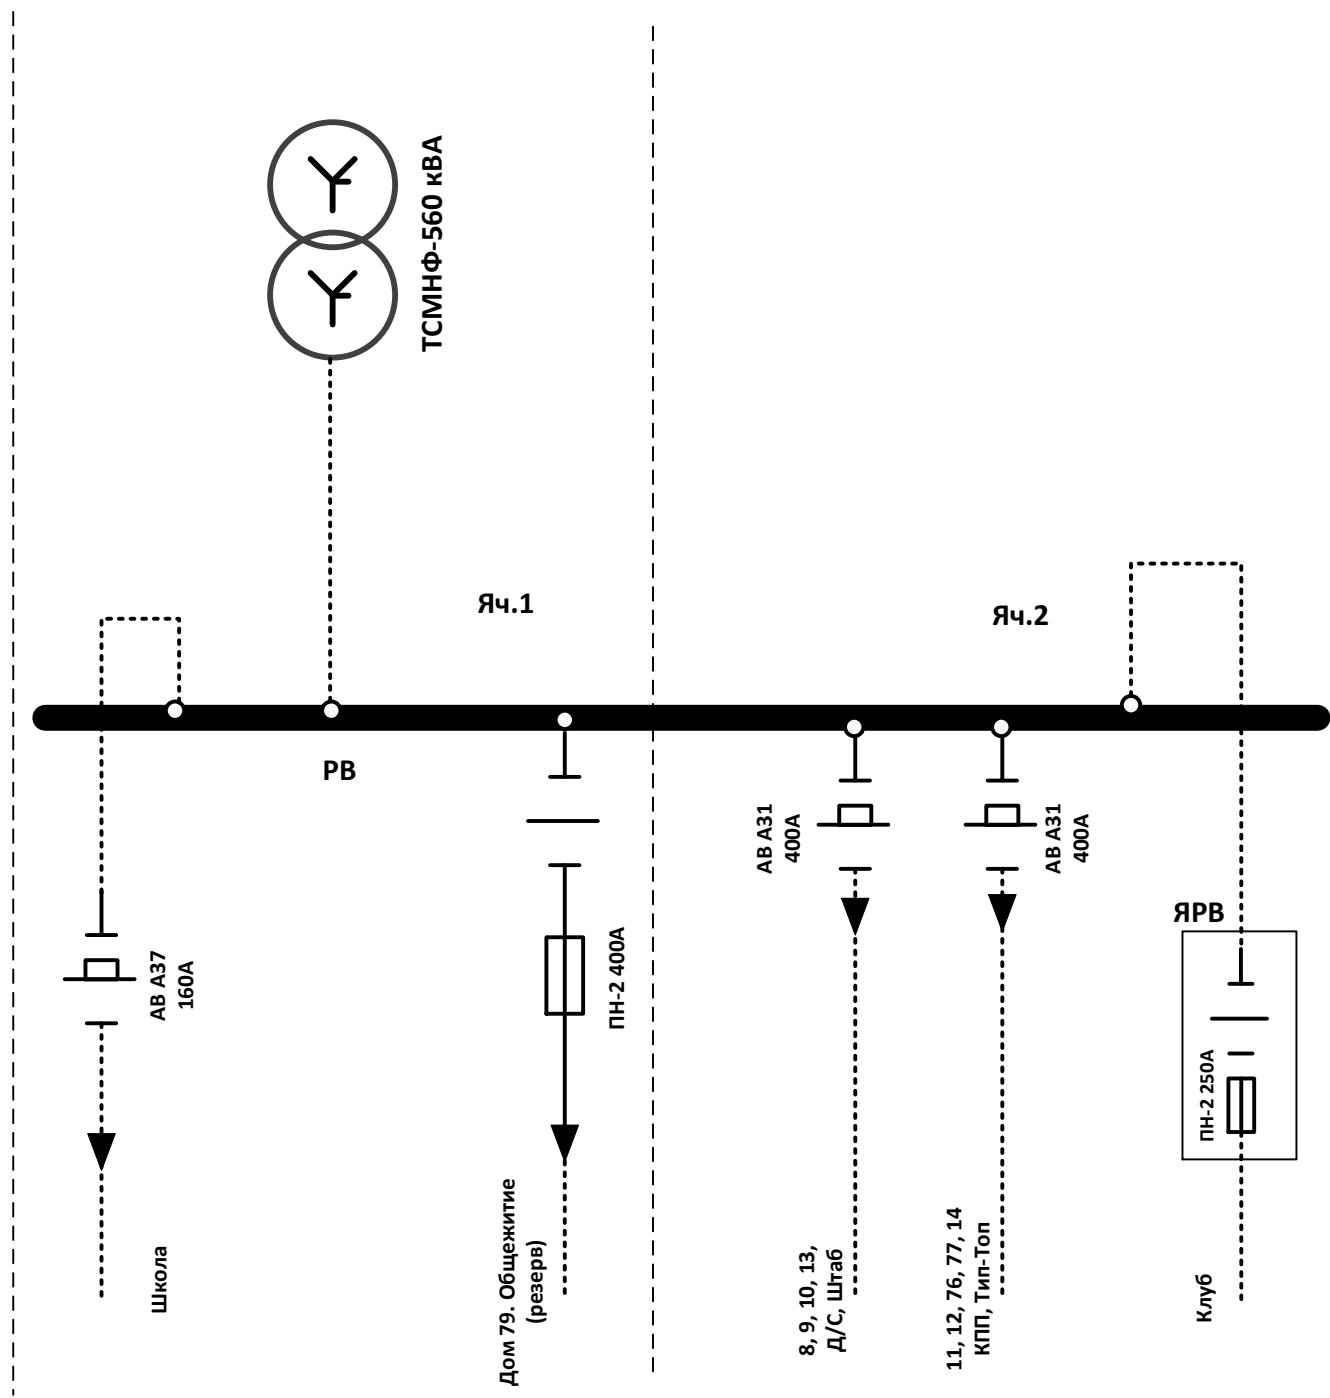 ТСМНФ-560 кВА
Яч.1
Яч.2
РВ
АВ А37
160А
ПН-2 400А
АВ А31
400А
АВ А31
400А
ЯРВ
ПН-2 250А
Школа
Дом 79. Общежитие
(резерв)
8, 9, 10, 13,
Д/С, Штаб
11, 12, 76, 77, 14
КПП, Тип-Топ
Клуб